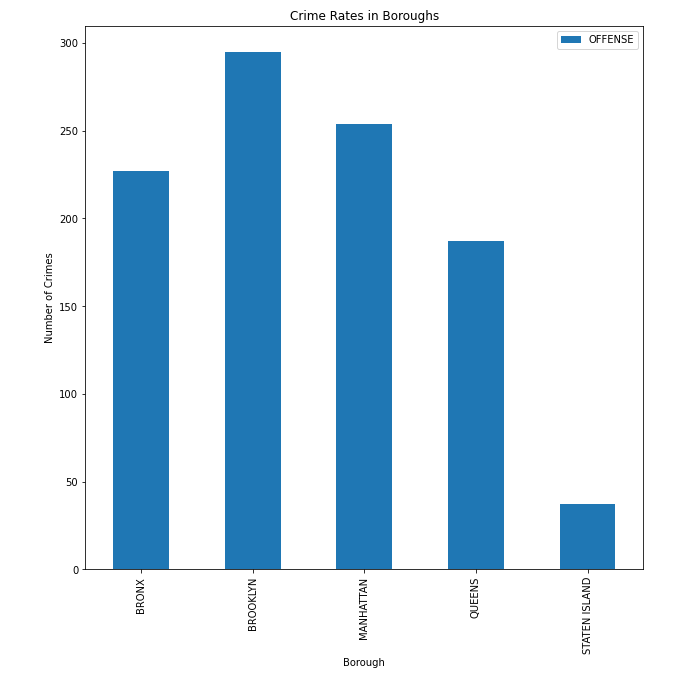 Crime Rates in Boroughs
OFFENSE
300
250
200
150
100
50
0
Number of Crimes
BRONX
BROOKLYN
MANHATTAN
QUEENS
STATEN ISLAND
Borough